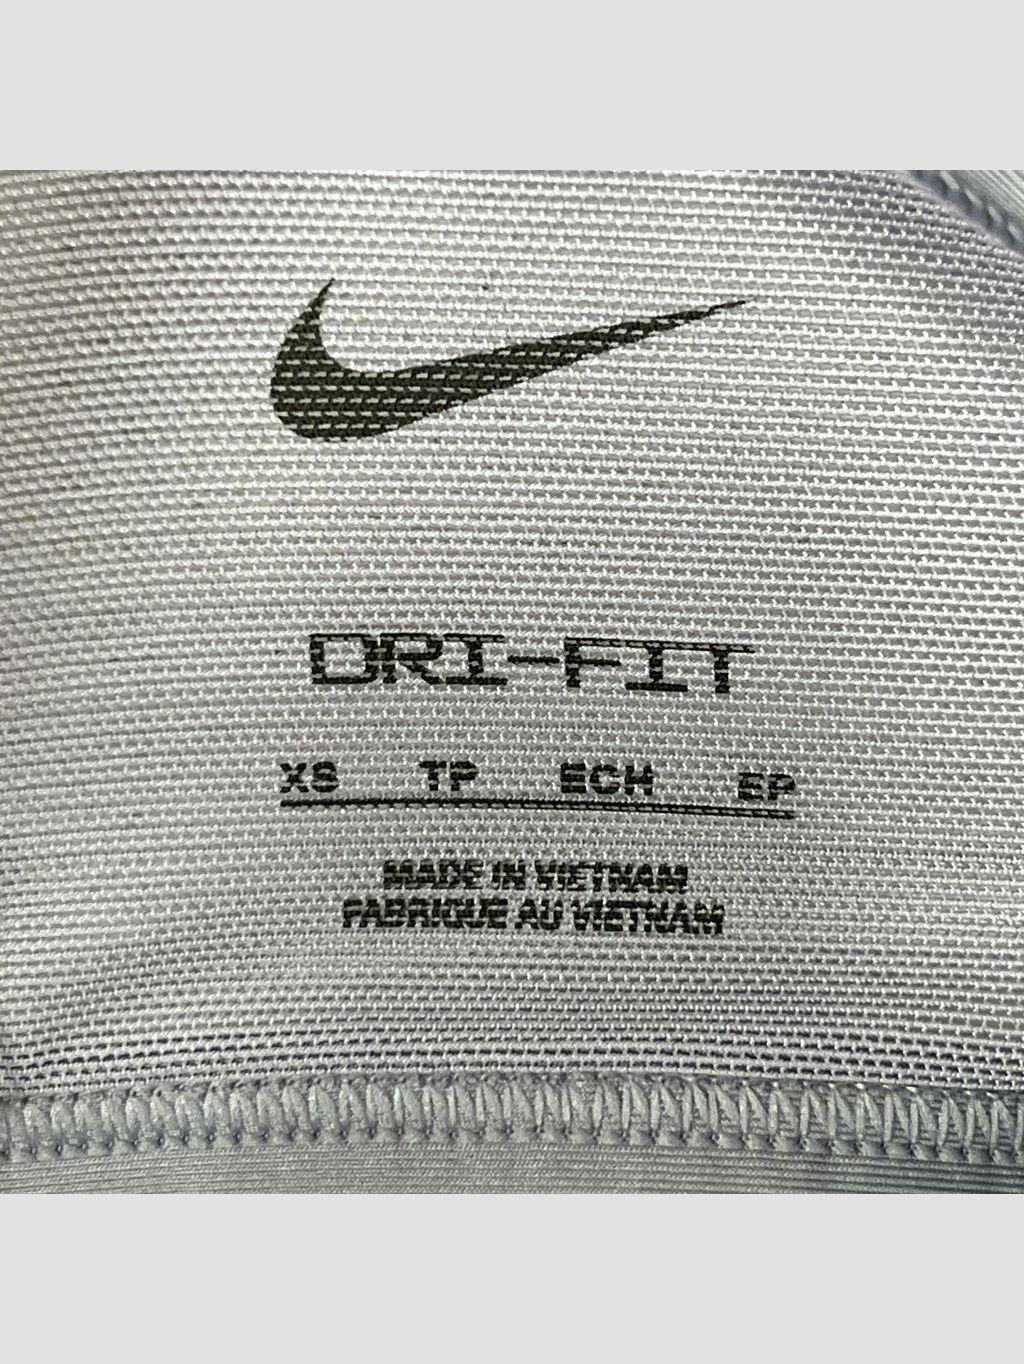 DRI-FIT
XS TP ECH EP
MADE IN VIETNAM
FABRIQUE AU VIETNAM